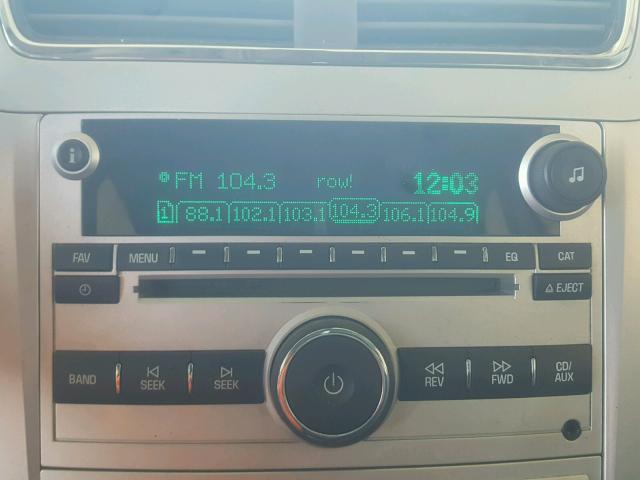 FM 104.3 row! 12:03
1 88.1 102.1 103.1 104.3 106.1 104.9
FAV MENU EQ CAT
EJECT
BAND SEEK SEEK REV FWD CD/
AUX